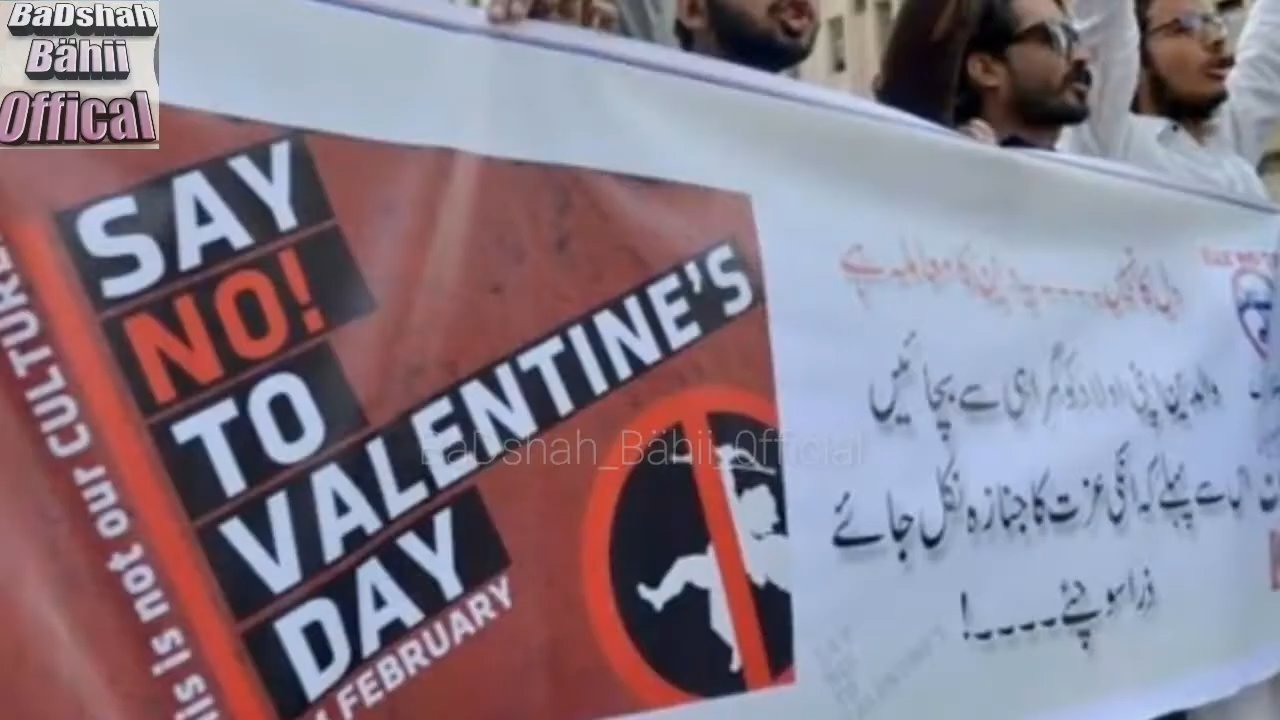 BaDshah
Bähii
Offical
SAY
NO!
TO
VALENTINE'S
DAY
FEBRUARY
is is not our CULTURE
BaDshah_Bähii_Official
والدین اپنی اولاد کو گمراہی سے بچائیں
اس سے پہلے کہ انکی عزت کا جنازہ نکل جائے
ذرا سوچئے۔۔۔۔!